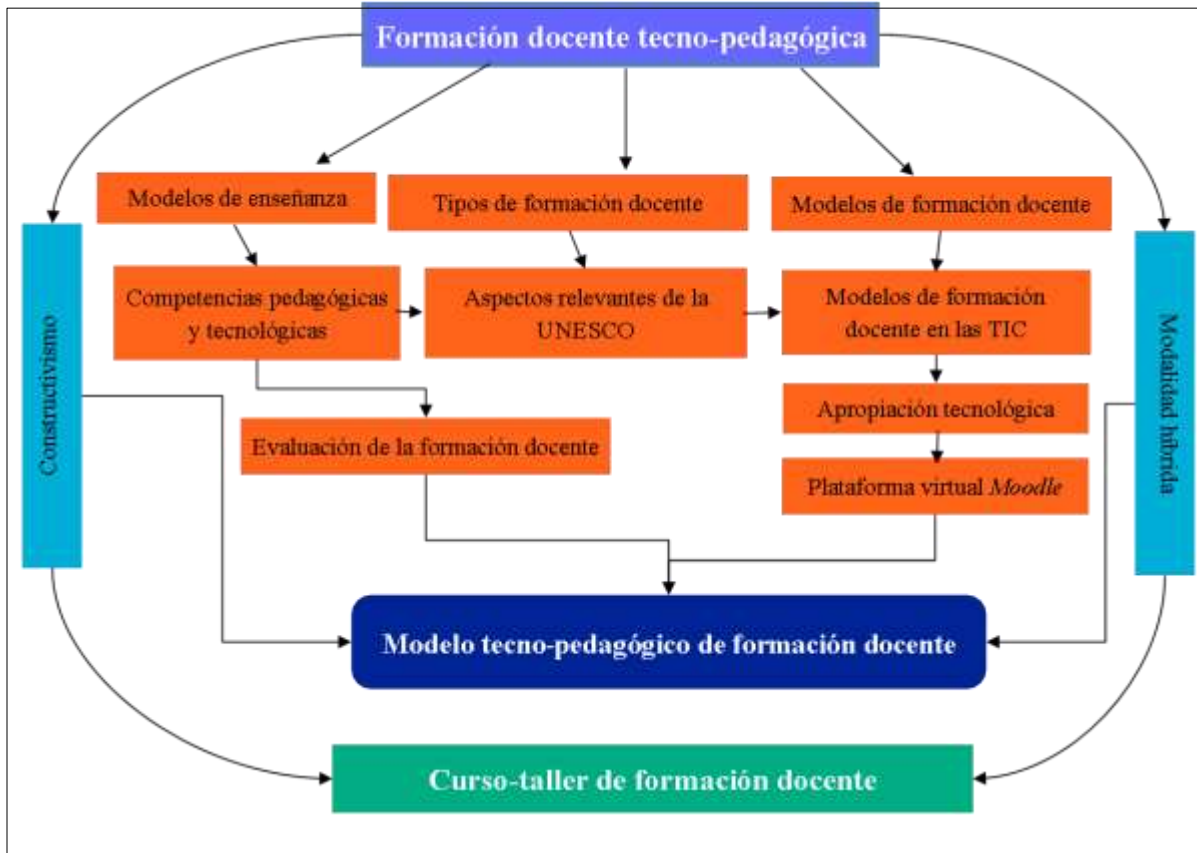 Formación docente tecno-pedagógica
Modelos de enseñanza
Tipos de formación docente
Modelos de formación docente
Competencias pedagógicas
y tecnológicas
Aspectos relevantes de la
UNESCO
Modelos de formación
docente en las TIC
Constructivismo
Modalidad híbrida
Apropiación tecnológica
Evaluación de la formación docente
Plataforma virtual Moodle
Modelo tecno-pedagógico de formación docente
Curso-taller de formación docente